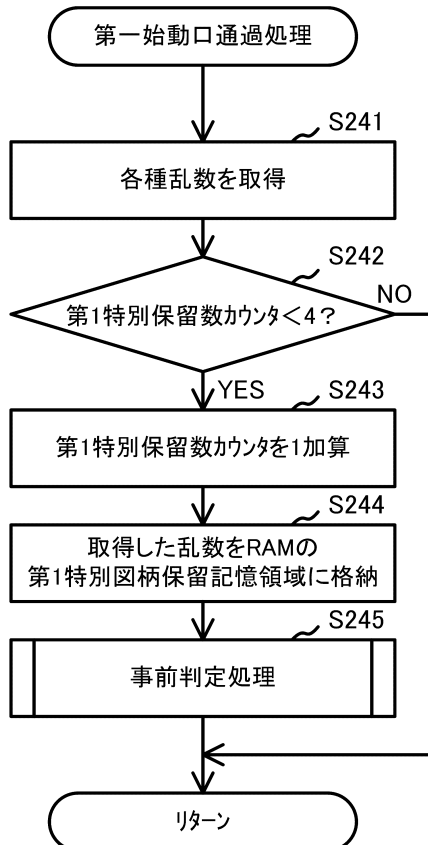 第一始動口通過処理
S241
各種乱数を取得
S242
第1特別保留数カウンタ＜4？
NO
YES
S243
第1特別保留数カウンタを1加算
S244
取得した乱数をRAMの
第1特別図柄保留記憶領域に格納
S245
事前判定処理
リターン